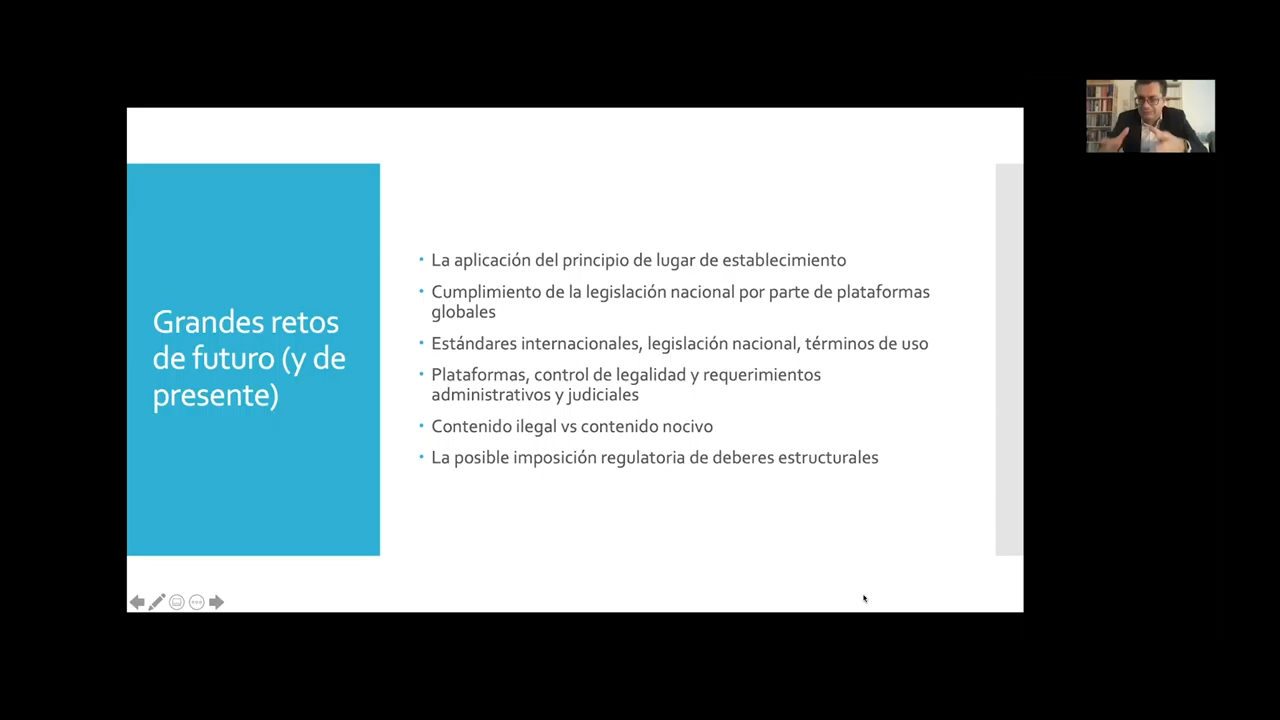 Grandes retos
de futuro (y de
presente)
• La aplicación del principio de lugar de establecimiento
• Cumplimiento de la legislación nacional por parte de plataformas
globales
• Estándares internacionales, legislación nacional, términos de uso
• Plataformas, control de legalidad y requerimientos
administrativos y judiciales
• Contenido ilegal vs contenido nocivo
• La posible imposición regulatoria de deberes estructurales